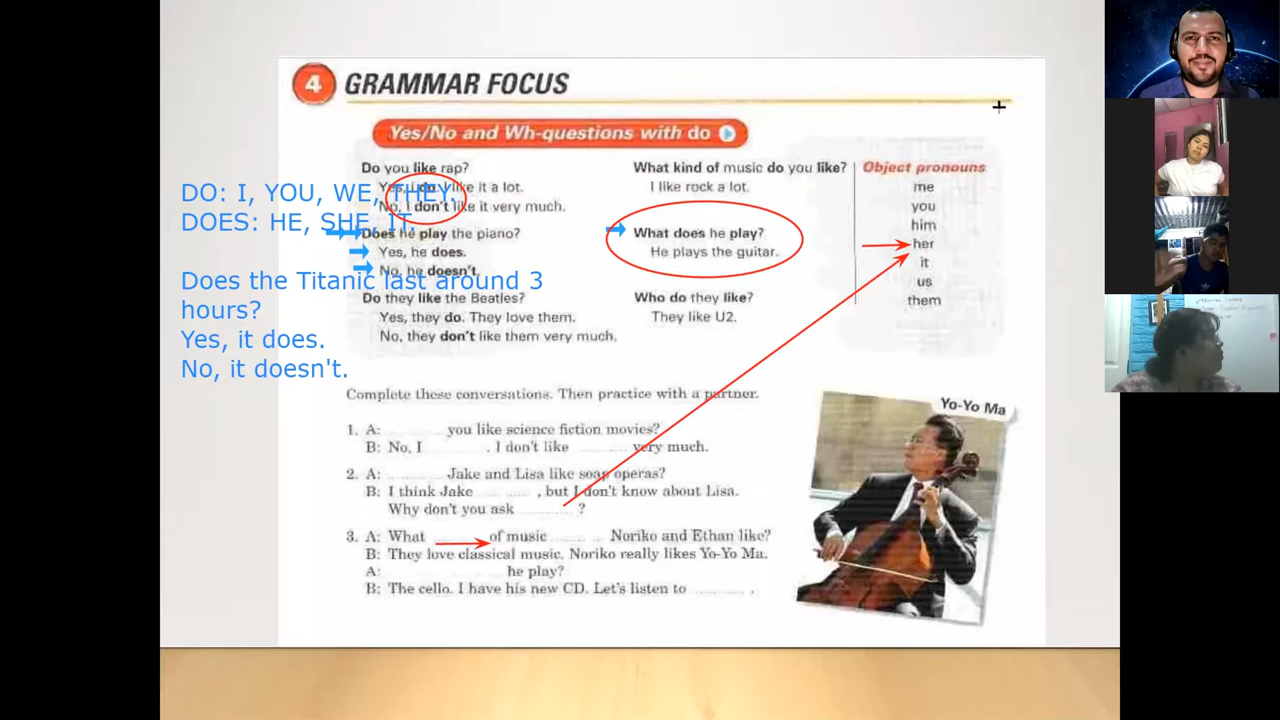 4 GRAMMAR FOCUS
Yes/No and Wh-questions with do
Do you like rap?
Yes, I do. I like it a lot.
No, I don't like it very much.
Does he play the piano?
Yes, he does.
No, he doesn't.
Do they like the Beatles?
Yes, they do. They love them.
No, they don't like them very much.
What kind of music do you like?
I like rock a lot.
What does he play?
He plays the guitar.
Who do they like?
They like U2.
Object pronouns
me
you
him
her
it
us
them
DO: I, YOU, WE, THEY.
DOES: HE, SHE, IT.
Does the Titanic last around 3
hours?
Yes, it does.
No, it doesn't.
Complete these conversations. Then practice with a partner.
1. A: ........ you like science fiction movies?
B: No, I ........ . I don't like ........ very much.
2. A: ........ Jake and Lisa like soap operas?
B: I think Jake ........ , but I don't know about Lisa.
Why don't you ask ........ ?
3. A: What ........ of music ........ Noriko and Ethan like?
B: They love classical music. Noriko really likes Yo-Yo Ma.
A: ........ he play?
B: The cello. I have his new CD. Let's listen to ........ .
Yo-Yo Ma